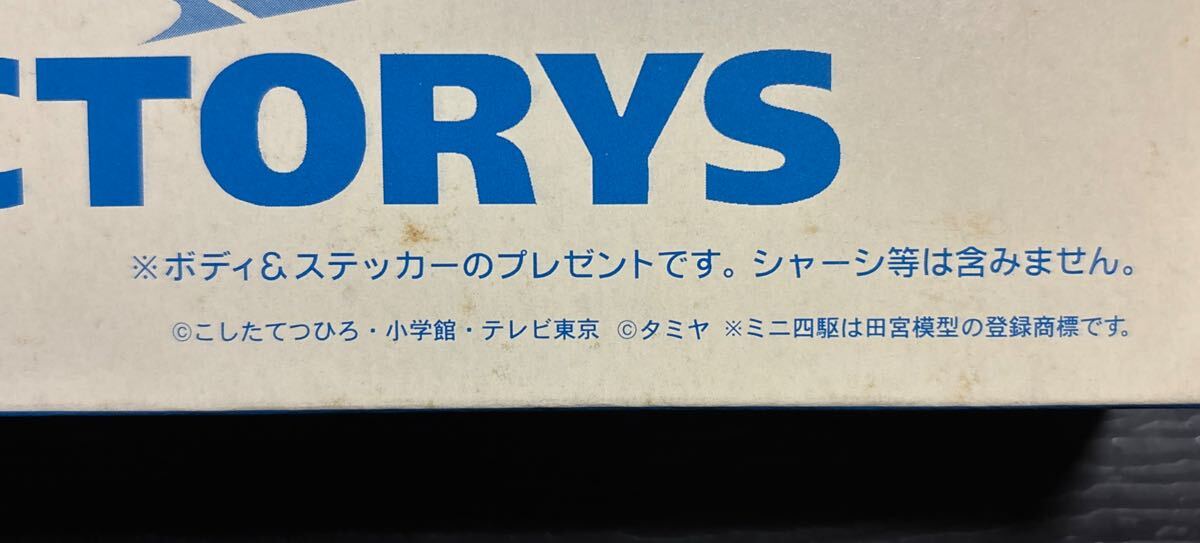 CTORYS
※ボディ&ステッカーのプレゼントです。シャーシ等は含みません。
©こしたてつひろ・小学館・テレビ東京 ©タミヤ ※ミニ四駆は田宮模型の登録商標です。